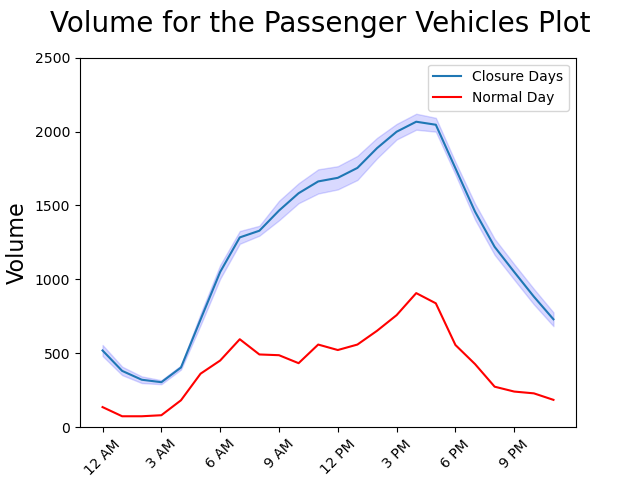 Volume for the Passenger Vehicles Plot
2500
2000
1500
1000
500
0
Volume
Closure Days
Normal Day
12 AM
3 AM
6 AM
9 AM
12 PM
3 PM
6 PM
9 PM